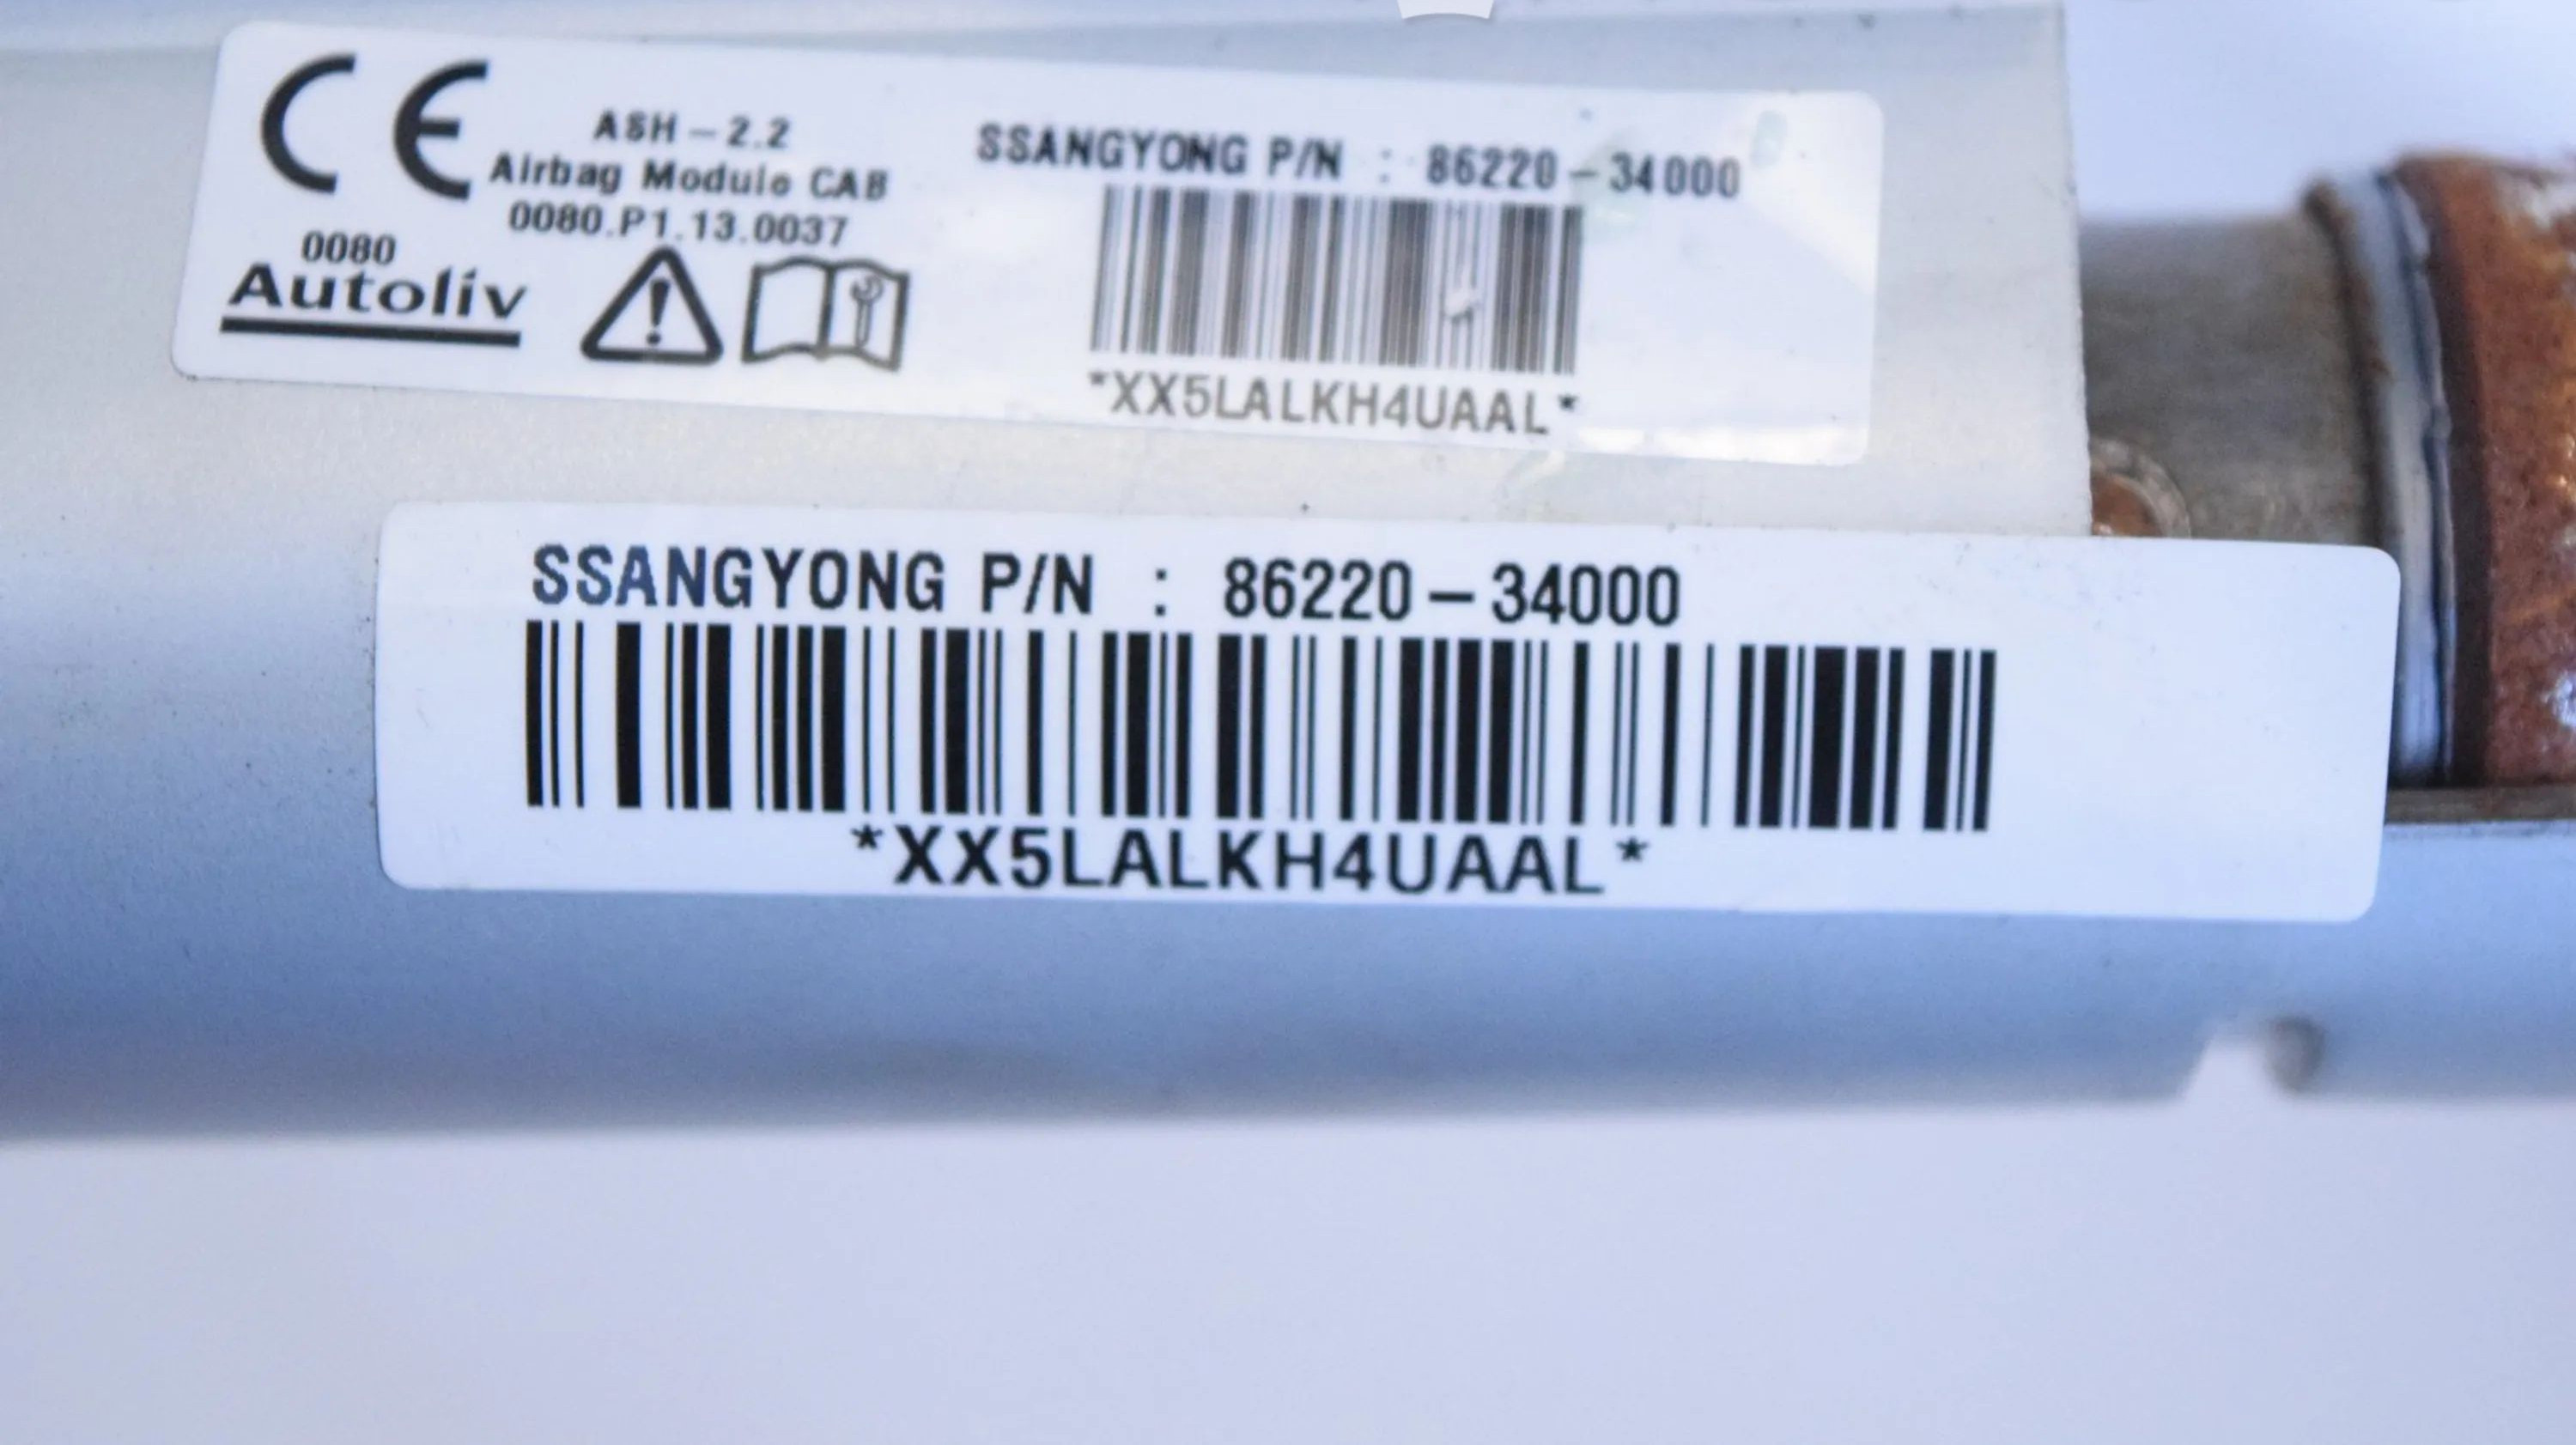 CE
ASH-2.2
Airbag Module CAB
0080.P1.13.0037
0080
Autoliv
SSANGYONG P/N : 86220-34000
*XX5LALKH4UAAL*
SSANGYONG P/N : 86220-34000
*XX5LALKH4UAAL*